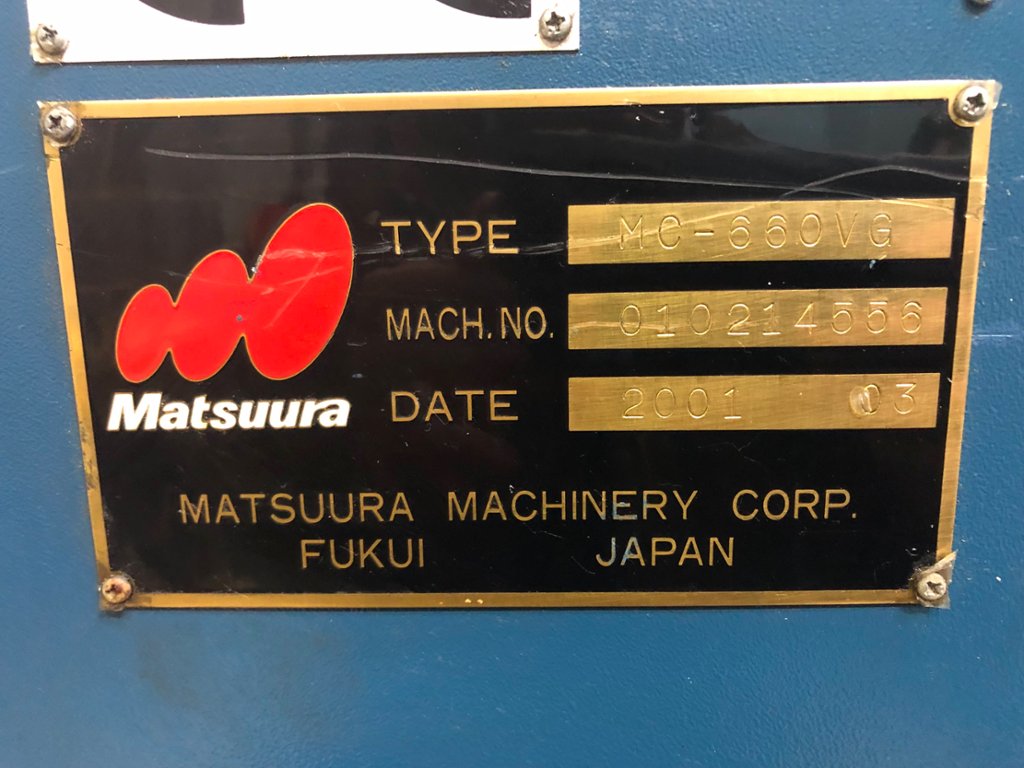 TYPE MC-660VG
MACH.NO. 010214556
Matsuura
DATE 2001 03
MATSUURA MACHINERY CORP.
FUKUI JAPAN